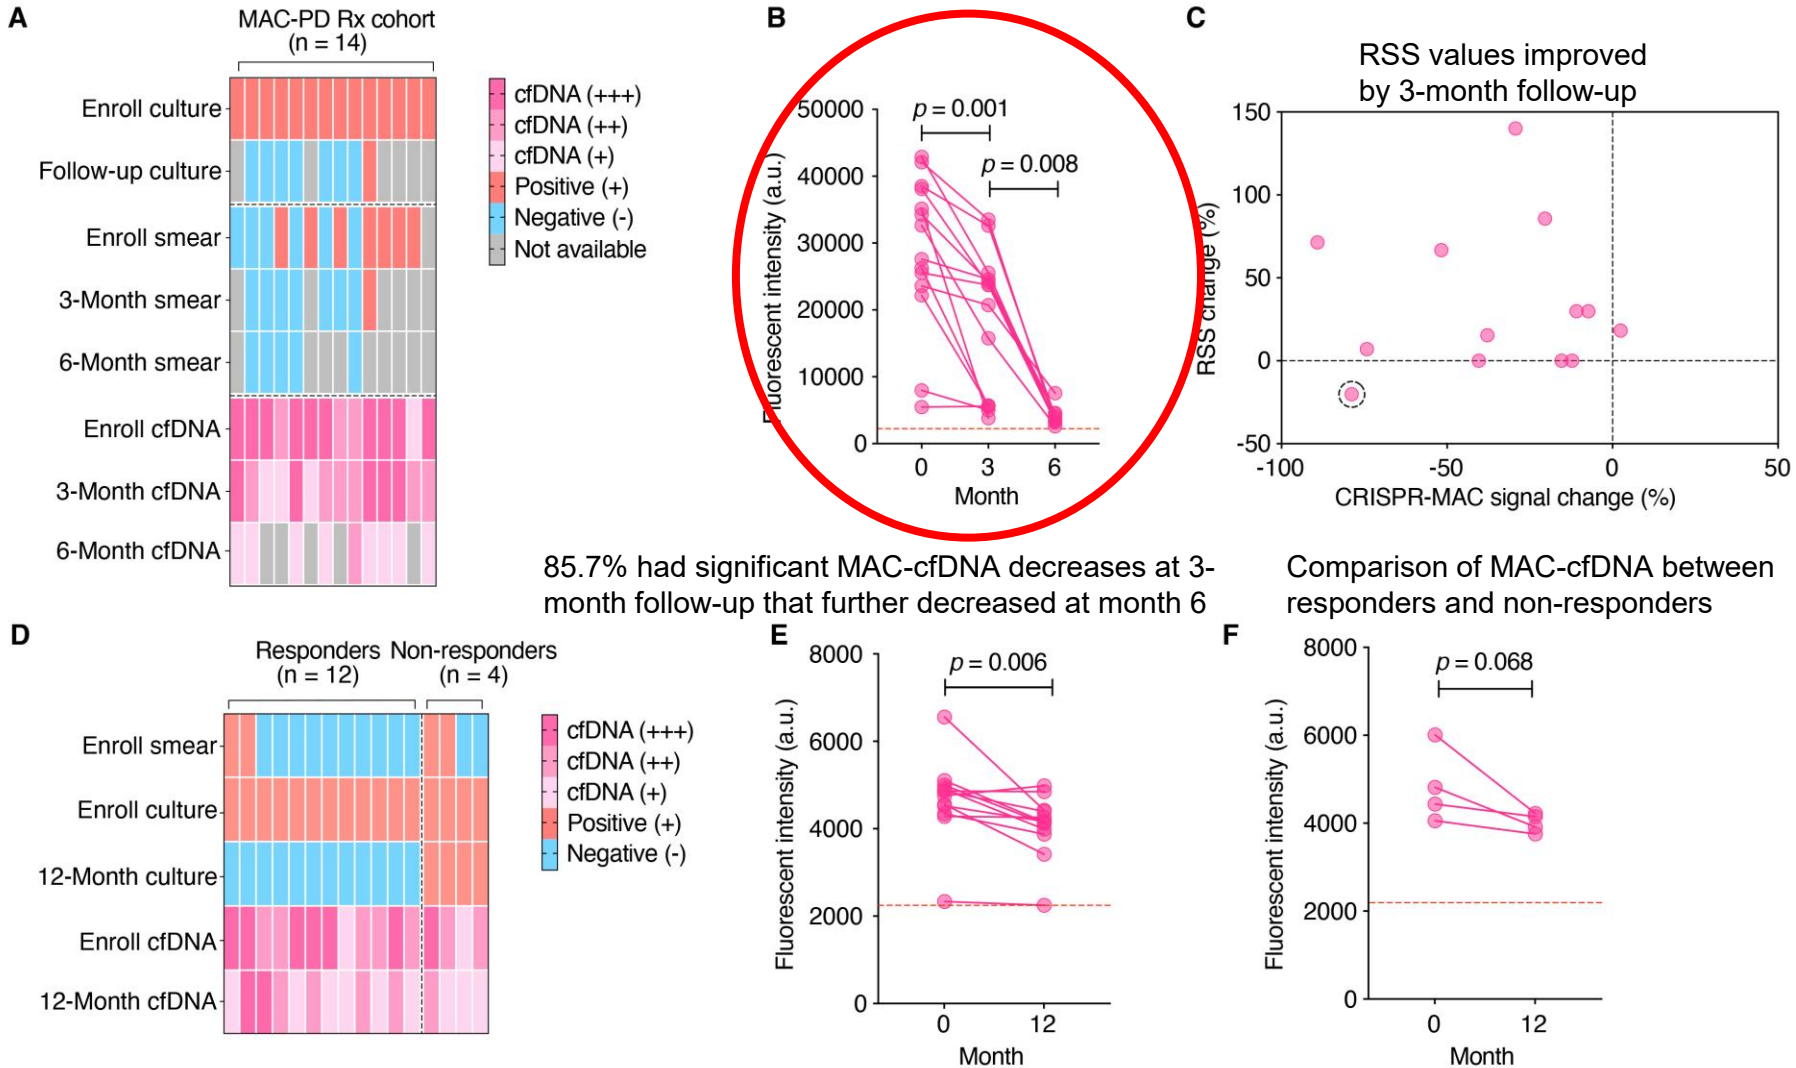 A
MAC-PD Rx cohort
(n = 14)
Enroll culture
Follow-up culture
Enroll smear
3-Month smear
6-Month smear
Enroll cfDNA
3-Month cfDNA
6-Month cfDNA
cfDNA (+++)
cfDNA (++)
cfDNA (+)
Positive (+)
Negative (-)
Not available
B
50000
40000
30000
20000
10000
0
Fluorescent intensity (a.u.)
p = 0.001
p = 0.008
0 3 6
Month
85.7% had significant MAC-cfDNA decreases at 3-
month follow-up that further decreased at month 6
C
RSS values improved
by 3-month follow-up
150
100
50
0
-50
RSS change (%)
-100 -50 0 50
CRISPR-MAC signal change (%)
Comparison of MAC-cfDNA between
responders and non-responders
D
Responders Non-responders
(n = 12) (n = 4)
Enroll smear
Enroll culture
12-Month culture
Enroll cfDNA
12-Month cfDNA
cfDNA (+++)
cfDNA (++)
cfDNA (+)
Positive (+)
Negative (-)
E
8000
6000
4000
2000
0
Fluorescent intensity (a.u.)
p = 0.006
0 12
Month
F
8000
6000
4000
2000
0
Fluorescent intensity (a.u.)
p = 0.068
0 12
Month